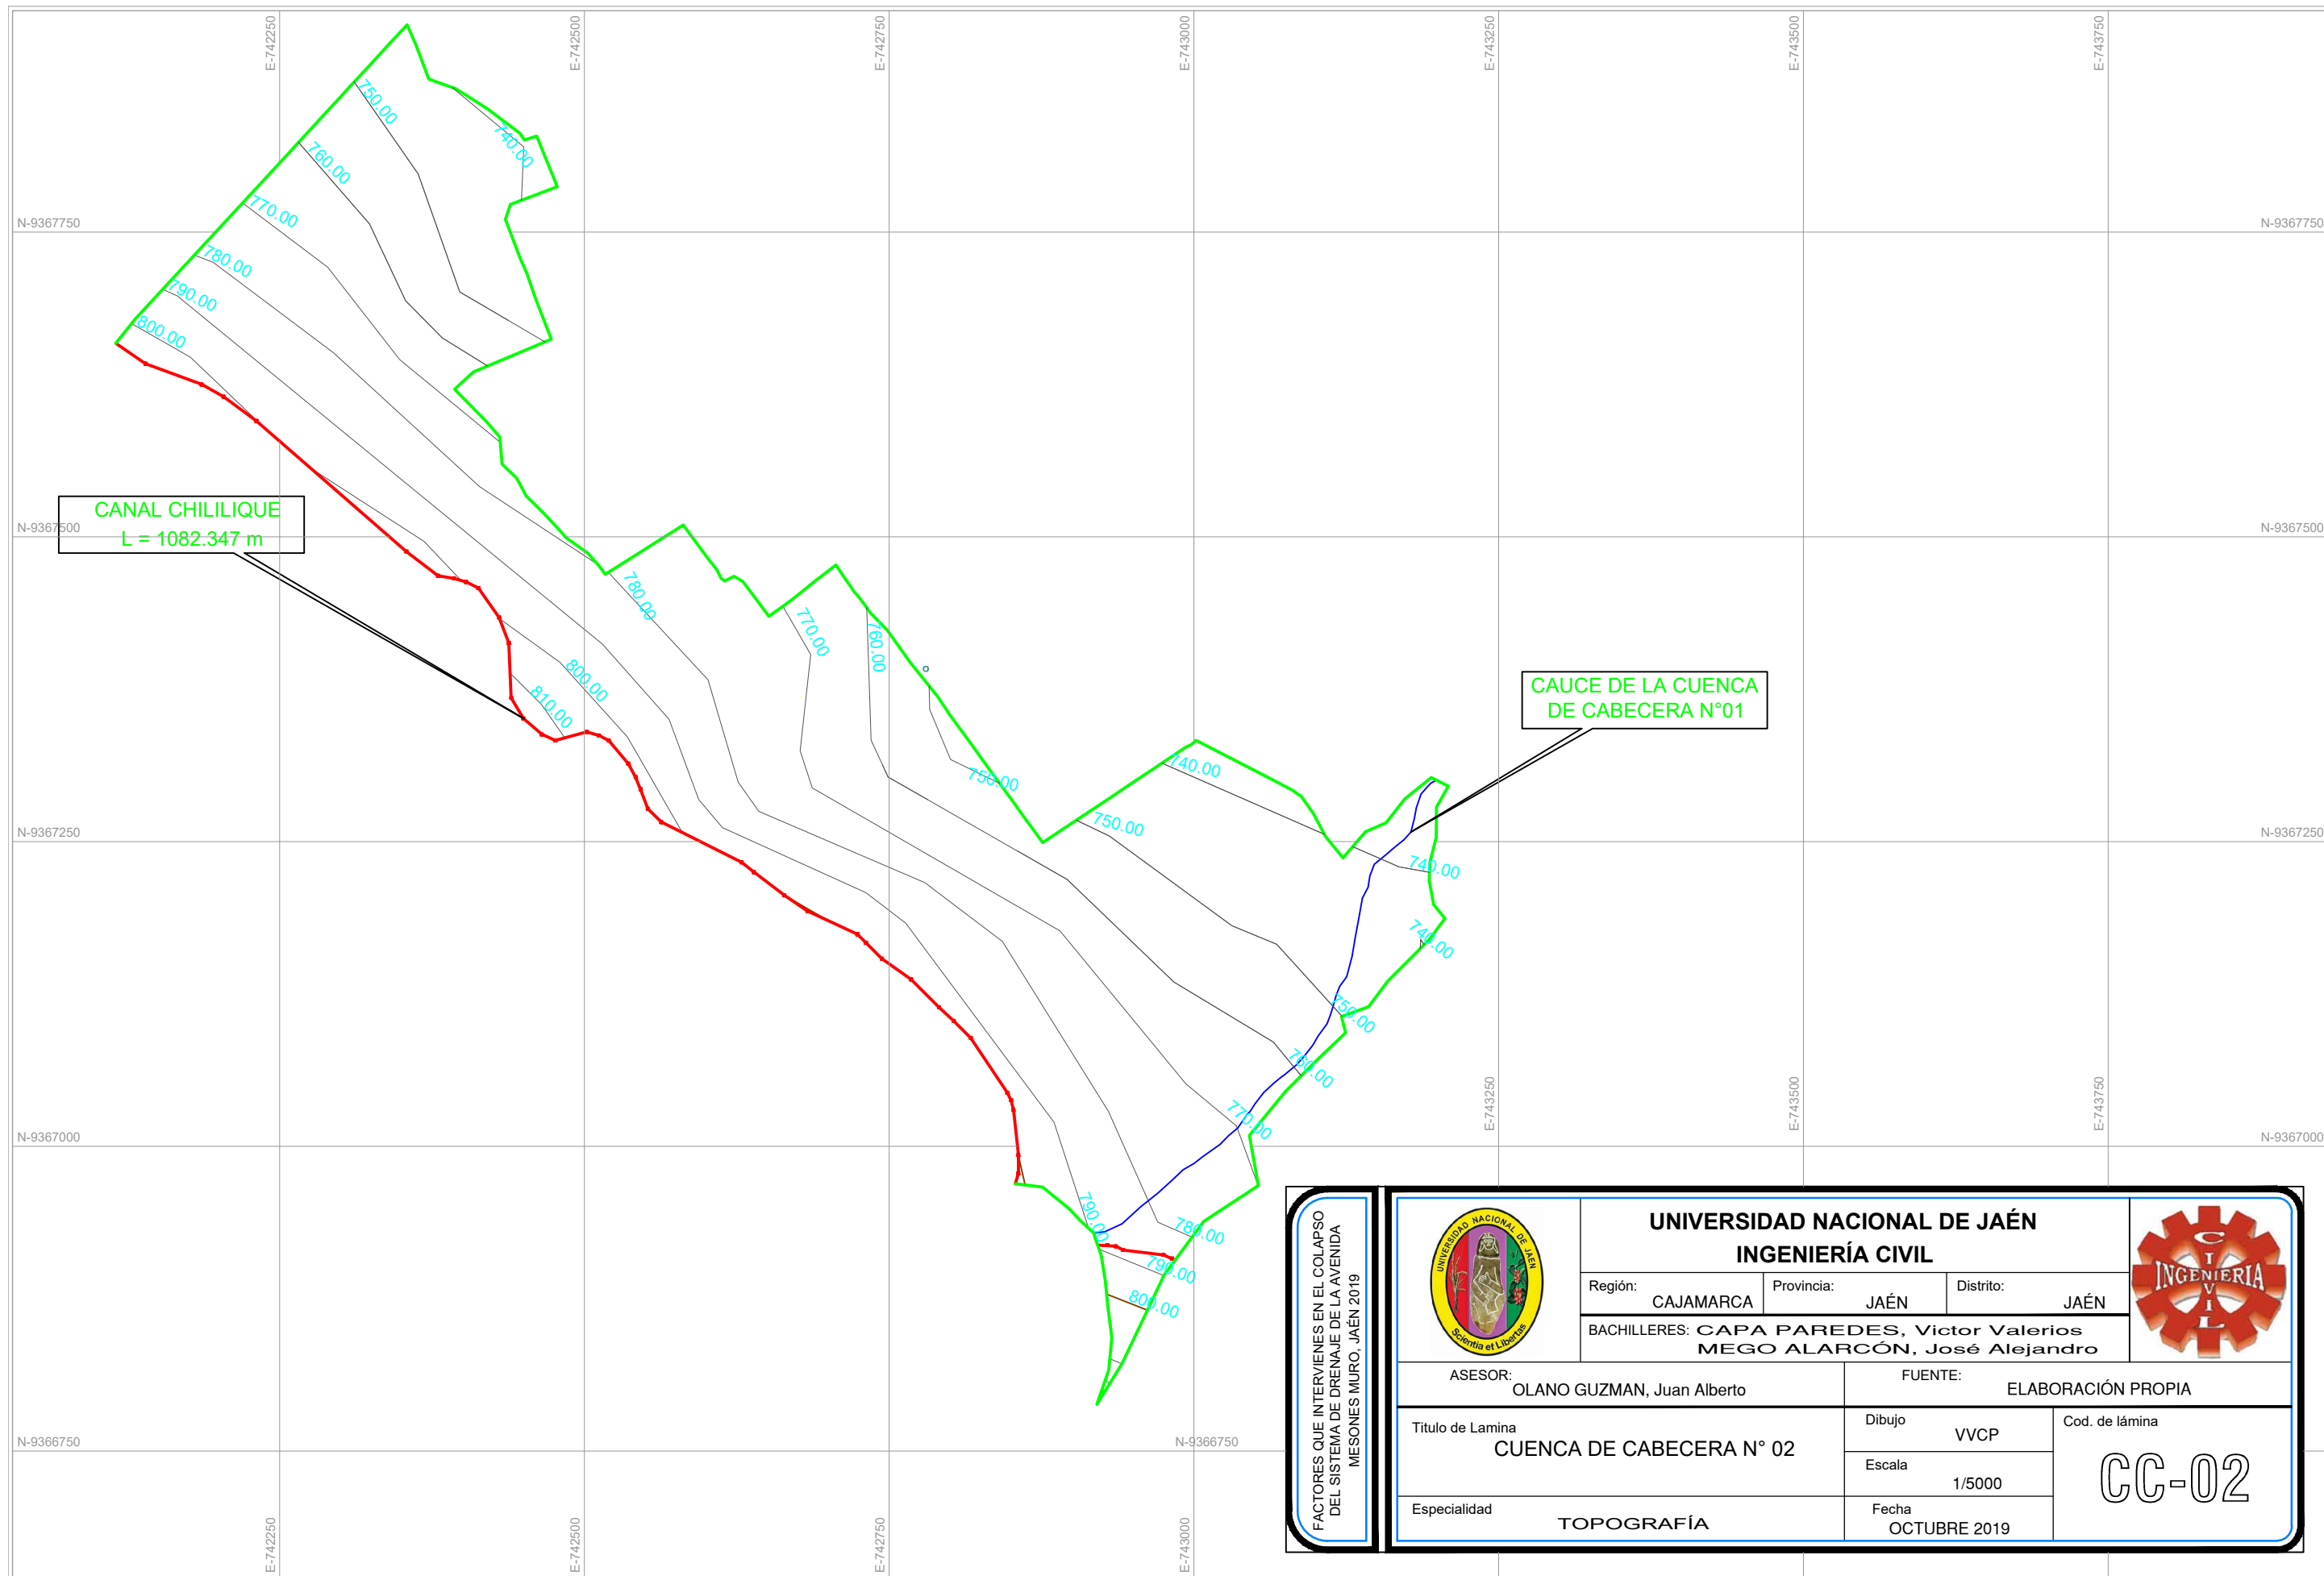 E-742250
E-742500
E-742750
E-743000
E-743250
E-743500
E-743750
750.00
740.00
760.00
770.00
N-9367750
N-9367750
780.00
790.00
800.00
CANAL CHILILIQUE
L = 1082.347 m
N-9367500
N-9367500
780.00
770.00
760.00
800.00
810.00
CAUCE DE LA CUENCA
DE CABECERA N°01
740.00
750.00
750.00
N-9367250
N-9367250
740.00
740.00
750.00
760.00
770.00
E-743250
E-743500
E-743750
N-9367000
N-9367000
790.00
780.00
790.00
800.00
N-9366750
N-9366750
E-742250
E-742500
E-742750
E-743000
FACTORES QUE INTERVIENES EN EL COLAPSO
DEL SISTEMA DE DRENAJE DE LA AVENIDA
MESONES MURO, JAÉN 2019
UNIVERSIDAD NACIONAL DE JAEN
Scientia et Libertas
UNIVERSIDAD NACIONAL DE JAÉN
INGENIERÍA CIVIL
Región: CAJAMARCA
Provincia: JAÉN
Distrito: JAÉN
BACHILLERES: CAPA PAREDES, Victor Valerios
MEGO ALARCÓN, José Alejandro
INGENIERIA
CIVIL
ASESOR: OLANO GUZMAN, Juan Alberto
FUENTE: ELABORACIÓN PROPIA
Titulo de Lamina
CUENCA DE CABECERA N° 02
Dibujo
VVCP
Escala
1/5000
Cod. de lámina
CC-02
Especialidad
TOPOGRAFÍA
Fecha
OCTUBRE 2019